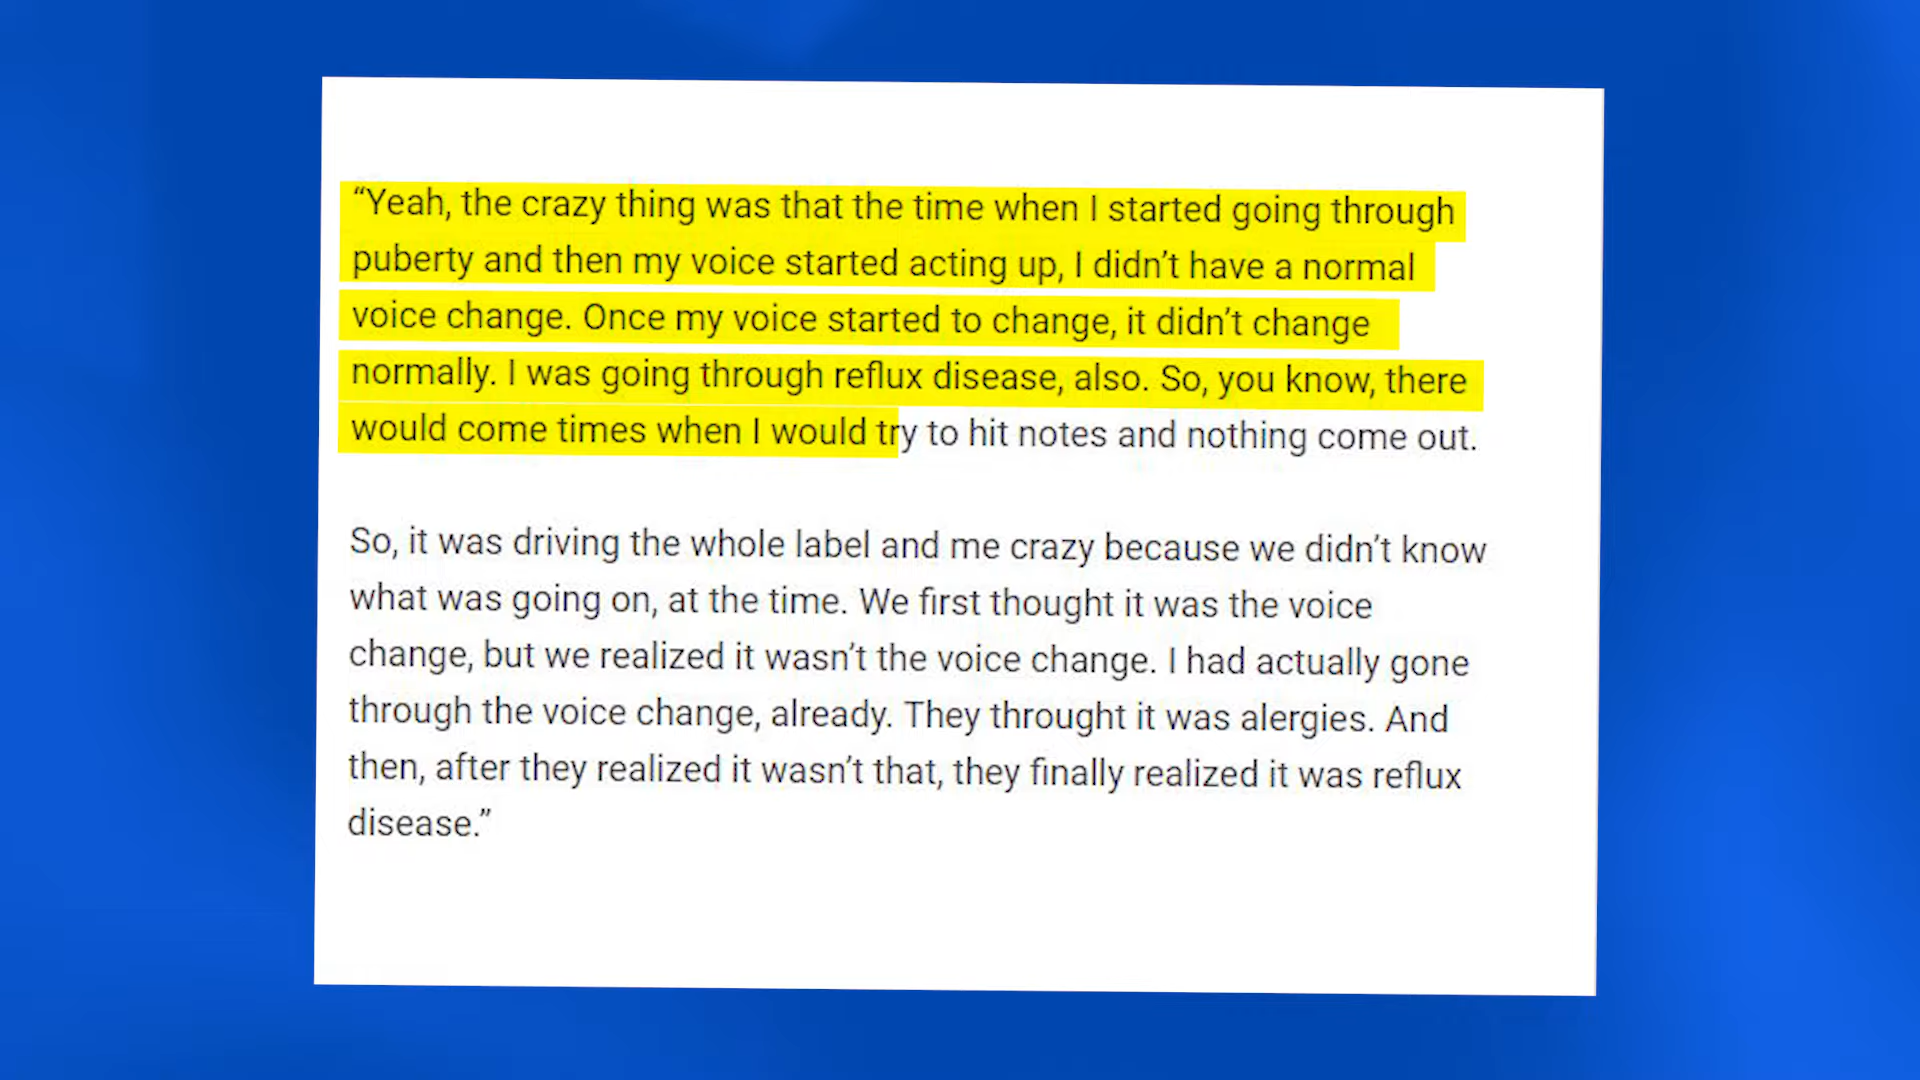 “Yeah, the crazy thing was that the time when I started going through
puberty and then my voice started acting up, I didn’t have a normal
voice change. Once my voice started to change, it didn’t change
normally. I was going through reflux disease, also. So, you know, there
would come times when I would try to hit notes and nothing come out.
So, it was driving the whole label and me crazy because we didn’t know
what was going on, at the time. We first thought it was the voice
change, but we realized it wasn’t the voice change. I had actually gone
through the voice change, already. They throught it was alergies. And
then, after they realized it wasn’t that, they finally realized it was reflux
disease.”